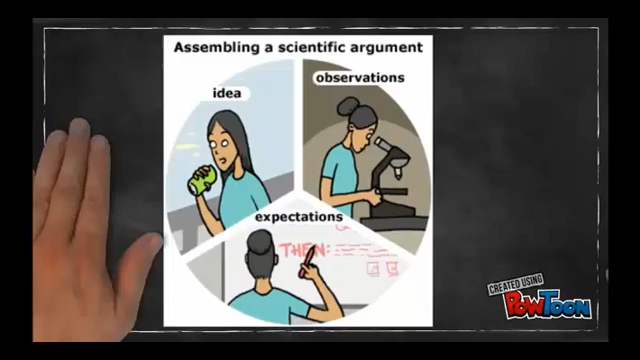 Assembling a scientific argument
idea
observations
expectations
THEN:
CREATED USING
POWTOON